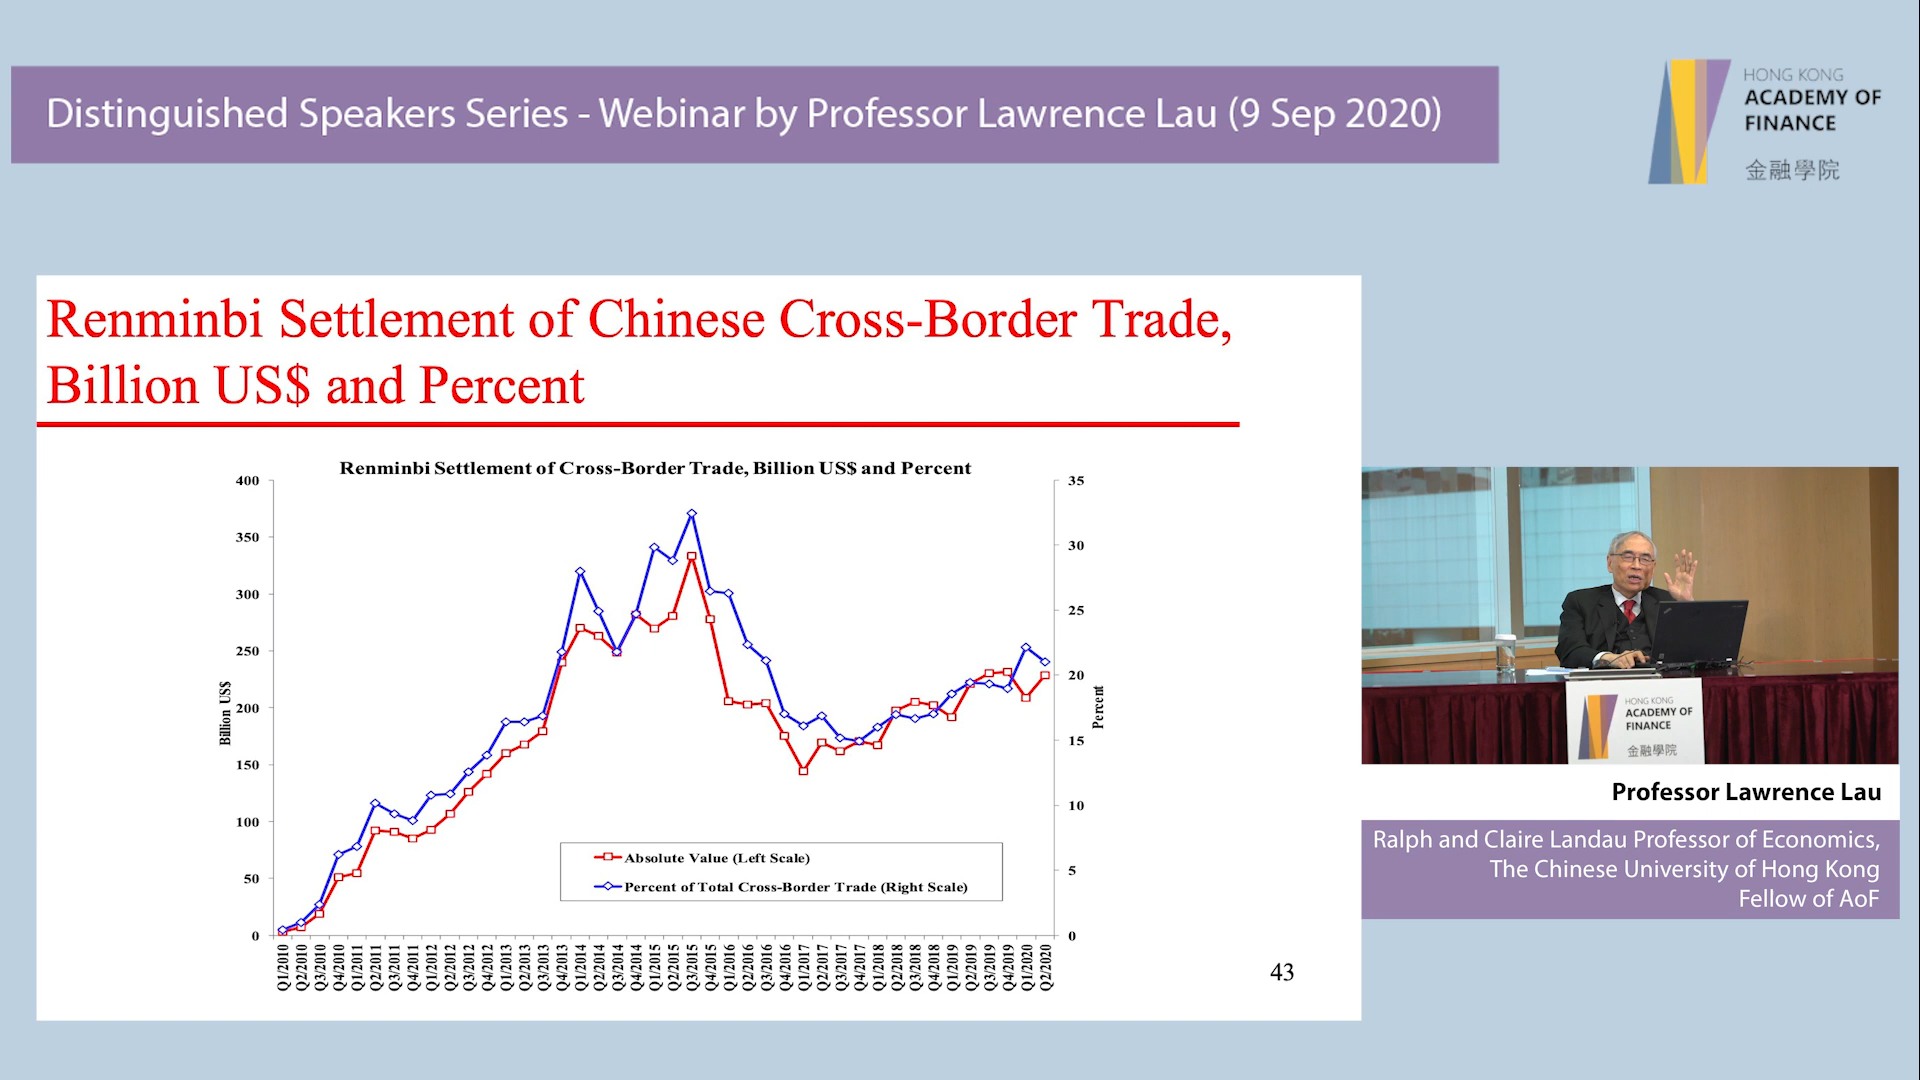 Distinguished Speakers Series - Webinar by Professor Lawrence Lau (9 Sep 2020)
HONG KONG
ACADEMY OF
FINANCE
金融學院
Renminbi Settlement of Chinese Cross-Border Trade,
Billion US$ and Percent
Renminbi Settlement of Cross-Border Trade, Billion US$ and Percent
400
350
300
250
200
150
100
50
0
Billion US$
35
30
25
20
15
10
5
0
Percent
Absolute Value (Left Scale)
Percent of Total Cross-Border Trade (Right Scale)
Q1/2010
Q2/2010
Q3/2010
Q4/2010
Q1/2011
Q2/2011
Q3/2011
Q4/2011
Q1/2012
Q2/2012
Q3/2012
Q4/2012
Q1/2013
Q2/2013
Q3/2013
Q4/2013
Q1/2014
Q2/2014
Q3/2014
Q4/2014
Q1/2015
Q2/2015
Q3/2015
Q4/2015
Q1/2016
Q2/2016
Q3/2016
Q4/2016
Q1/2017
Q2/2017
Q3/2017
Q4/2017
Q1/2018
Q2/2018
Q3/2018
Q4/2018
Q1/2019
Q2/2019
Q3/2019
Q4/2019
Q1/2020
Q2/2020
43
HONG KONG
ACADEMY OF
FINANCE
金融學院
Professor Lawrence Lau
Ralph and Claire Landau Professor of Economics,
The Chinese University of Hong Kong
Fellow of AoF